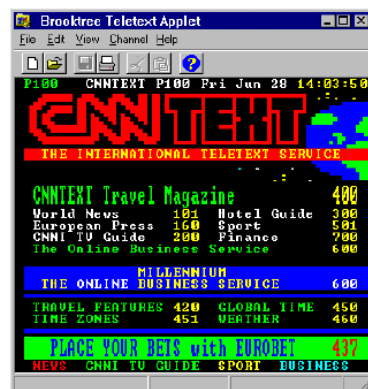 Brooktree Teletext Applet
File Edit View Channel Help
P100 CNNTEXT P100 Fri Jun 28 14:03:50
CNN TEXT
THE INTERNATIONAL TELETEXT SERVICE
CNNTEXT Travel Magazine 400
World News 101 Hotel Guide 300
European Press 160 Sport 501
CNNI TV Guide 200 Finance 700
The Online Business Service 600
MILLENNIUM
THE ONLINE BUSINESS SERVICE 600
TRAVEL FEATURES 420 GLOBAL TIME 450
TIME ZONES 451 WEATHER 460
PLACE YOUR BETS with EUROBET 437
NEWS CNNI TV GUIDE SPORT BUSINESS